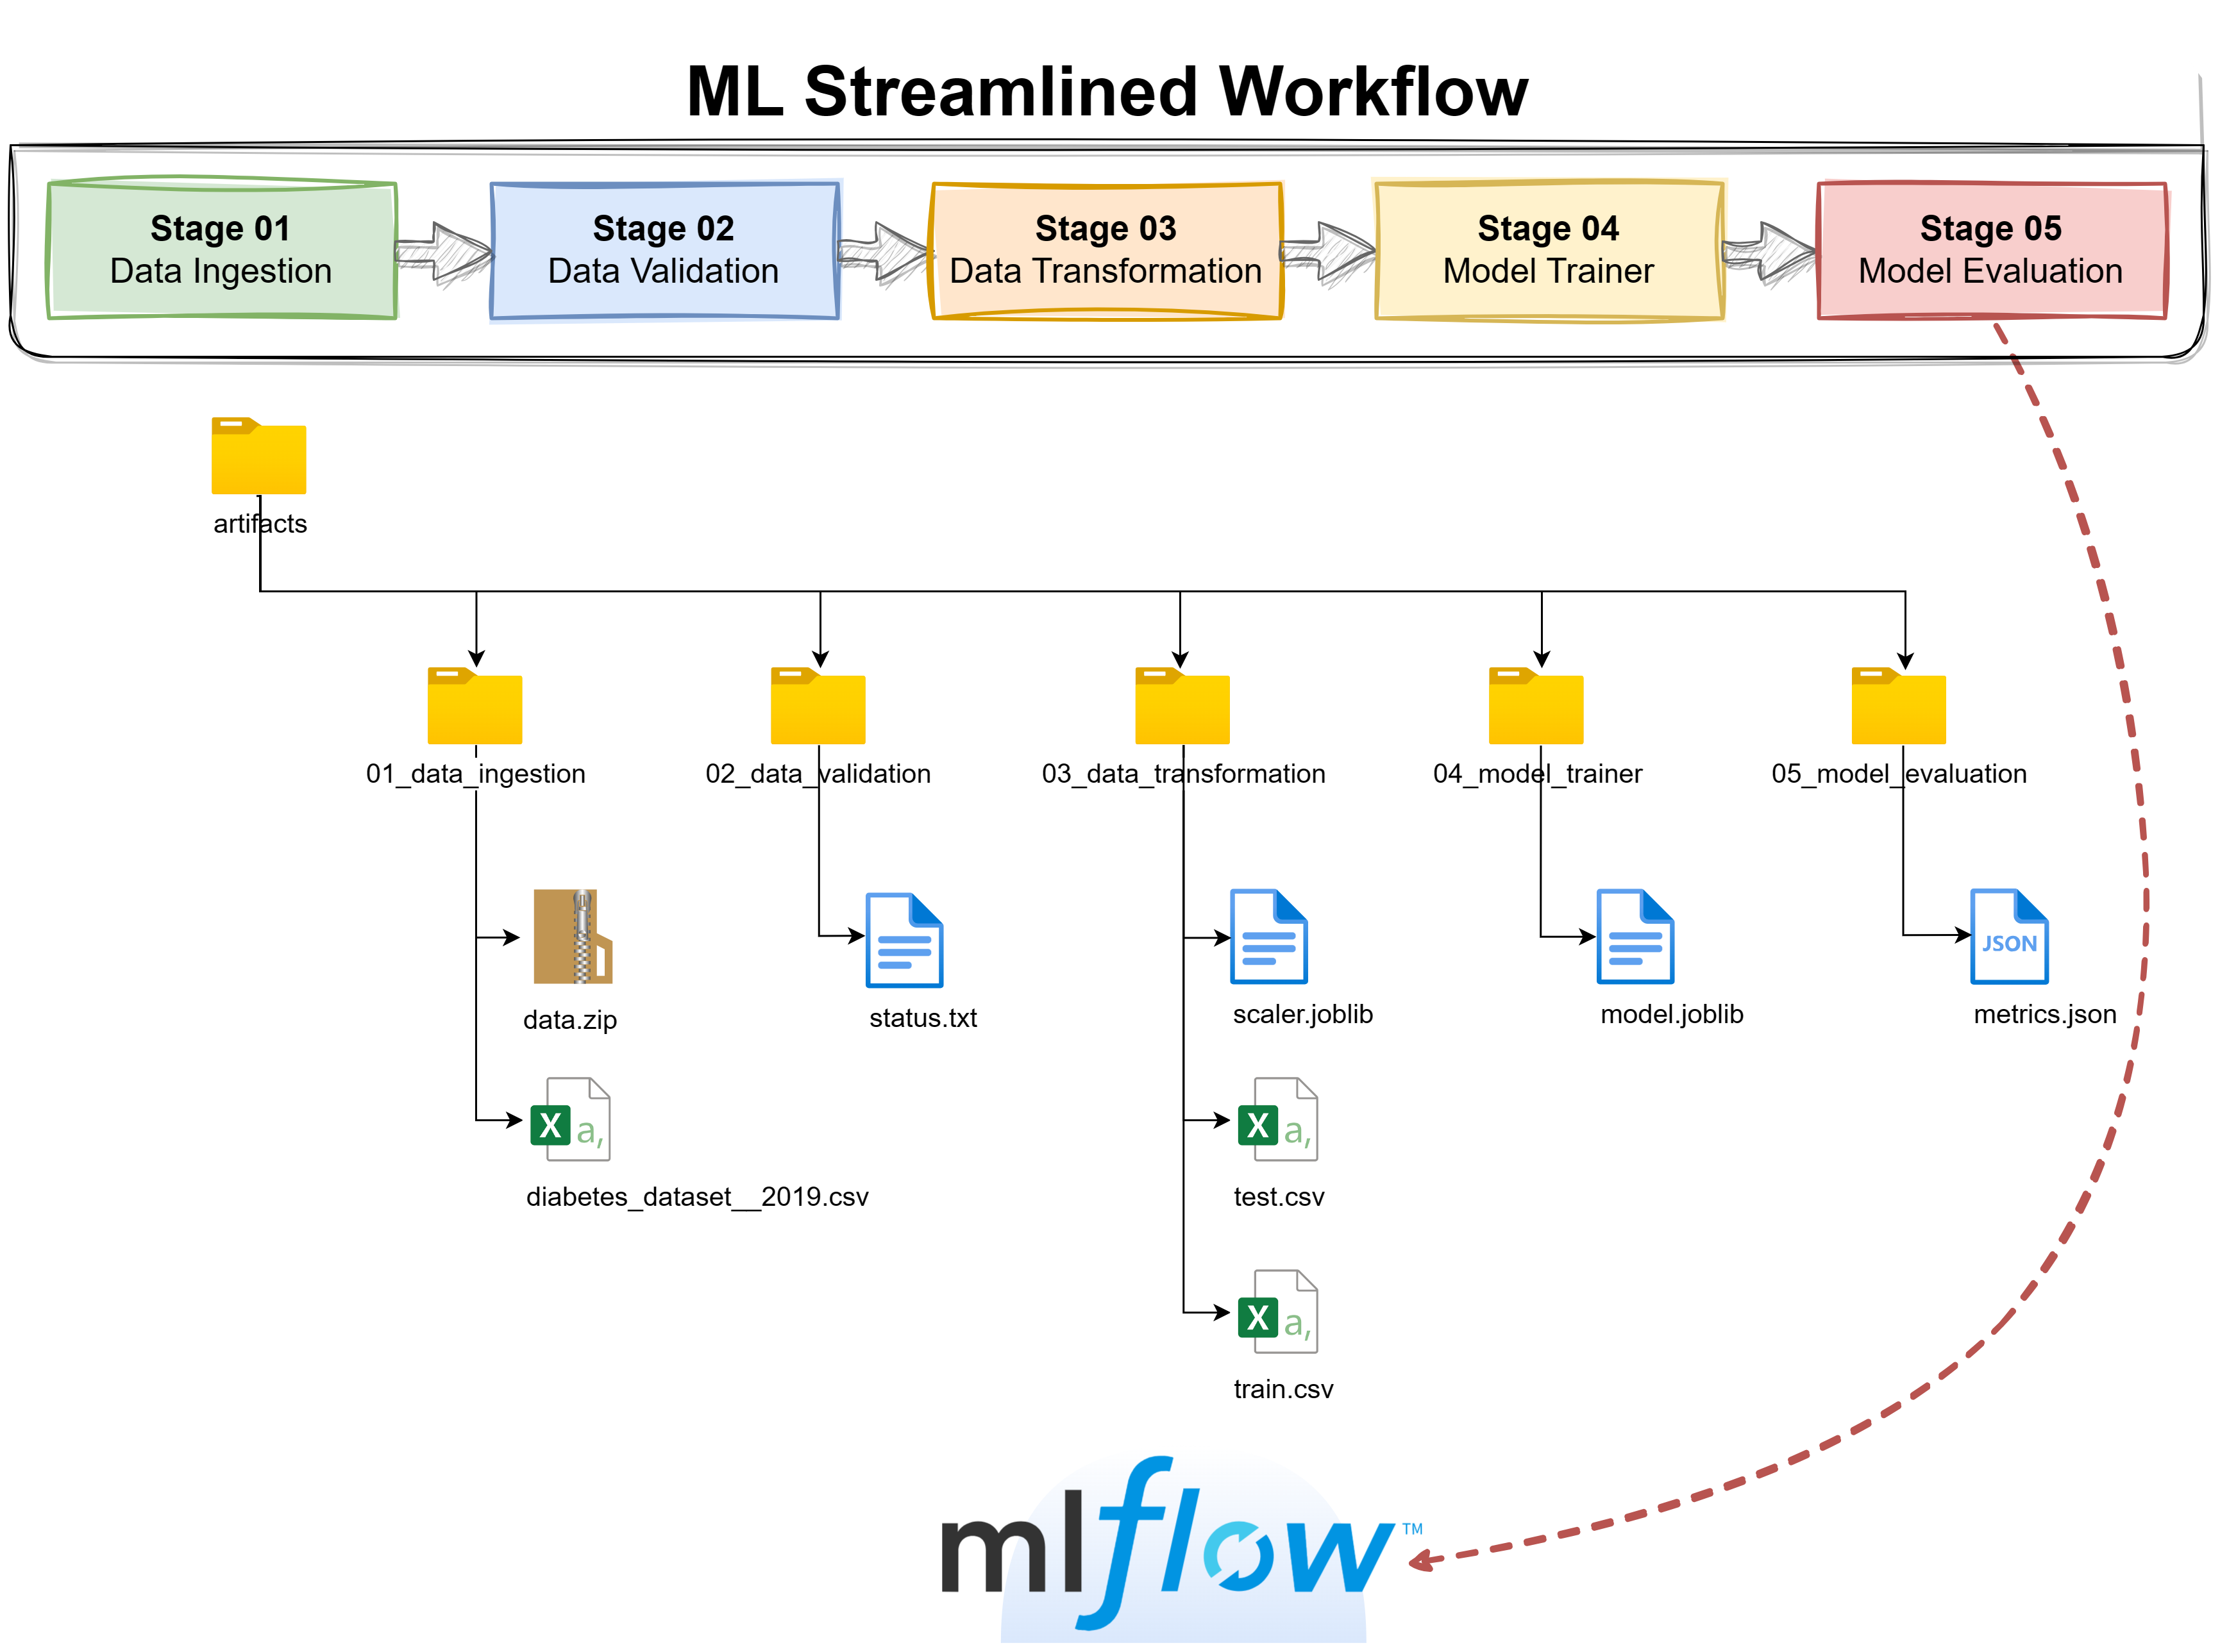 ML Streamlined Workflow
Stage 01
Data Ingestion
Stage 02
Data Validation
Stage 03
Data Transformation
Stage 04
Model Trainer
Stage 05
Model Evaluation
artifacts
01_data_ingestion
02_data_validation
03_data_transformation
04_model_trainer
05_model_evaluation
JSON
data.zip
status.txt
scaler.joblib
model.joblib
metrics.json
X a,
X a,
diabetes_dataset__2019.csv
test.csv
X a,
train.csv
mlflow™